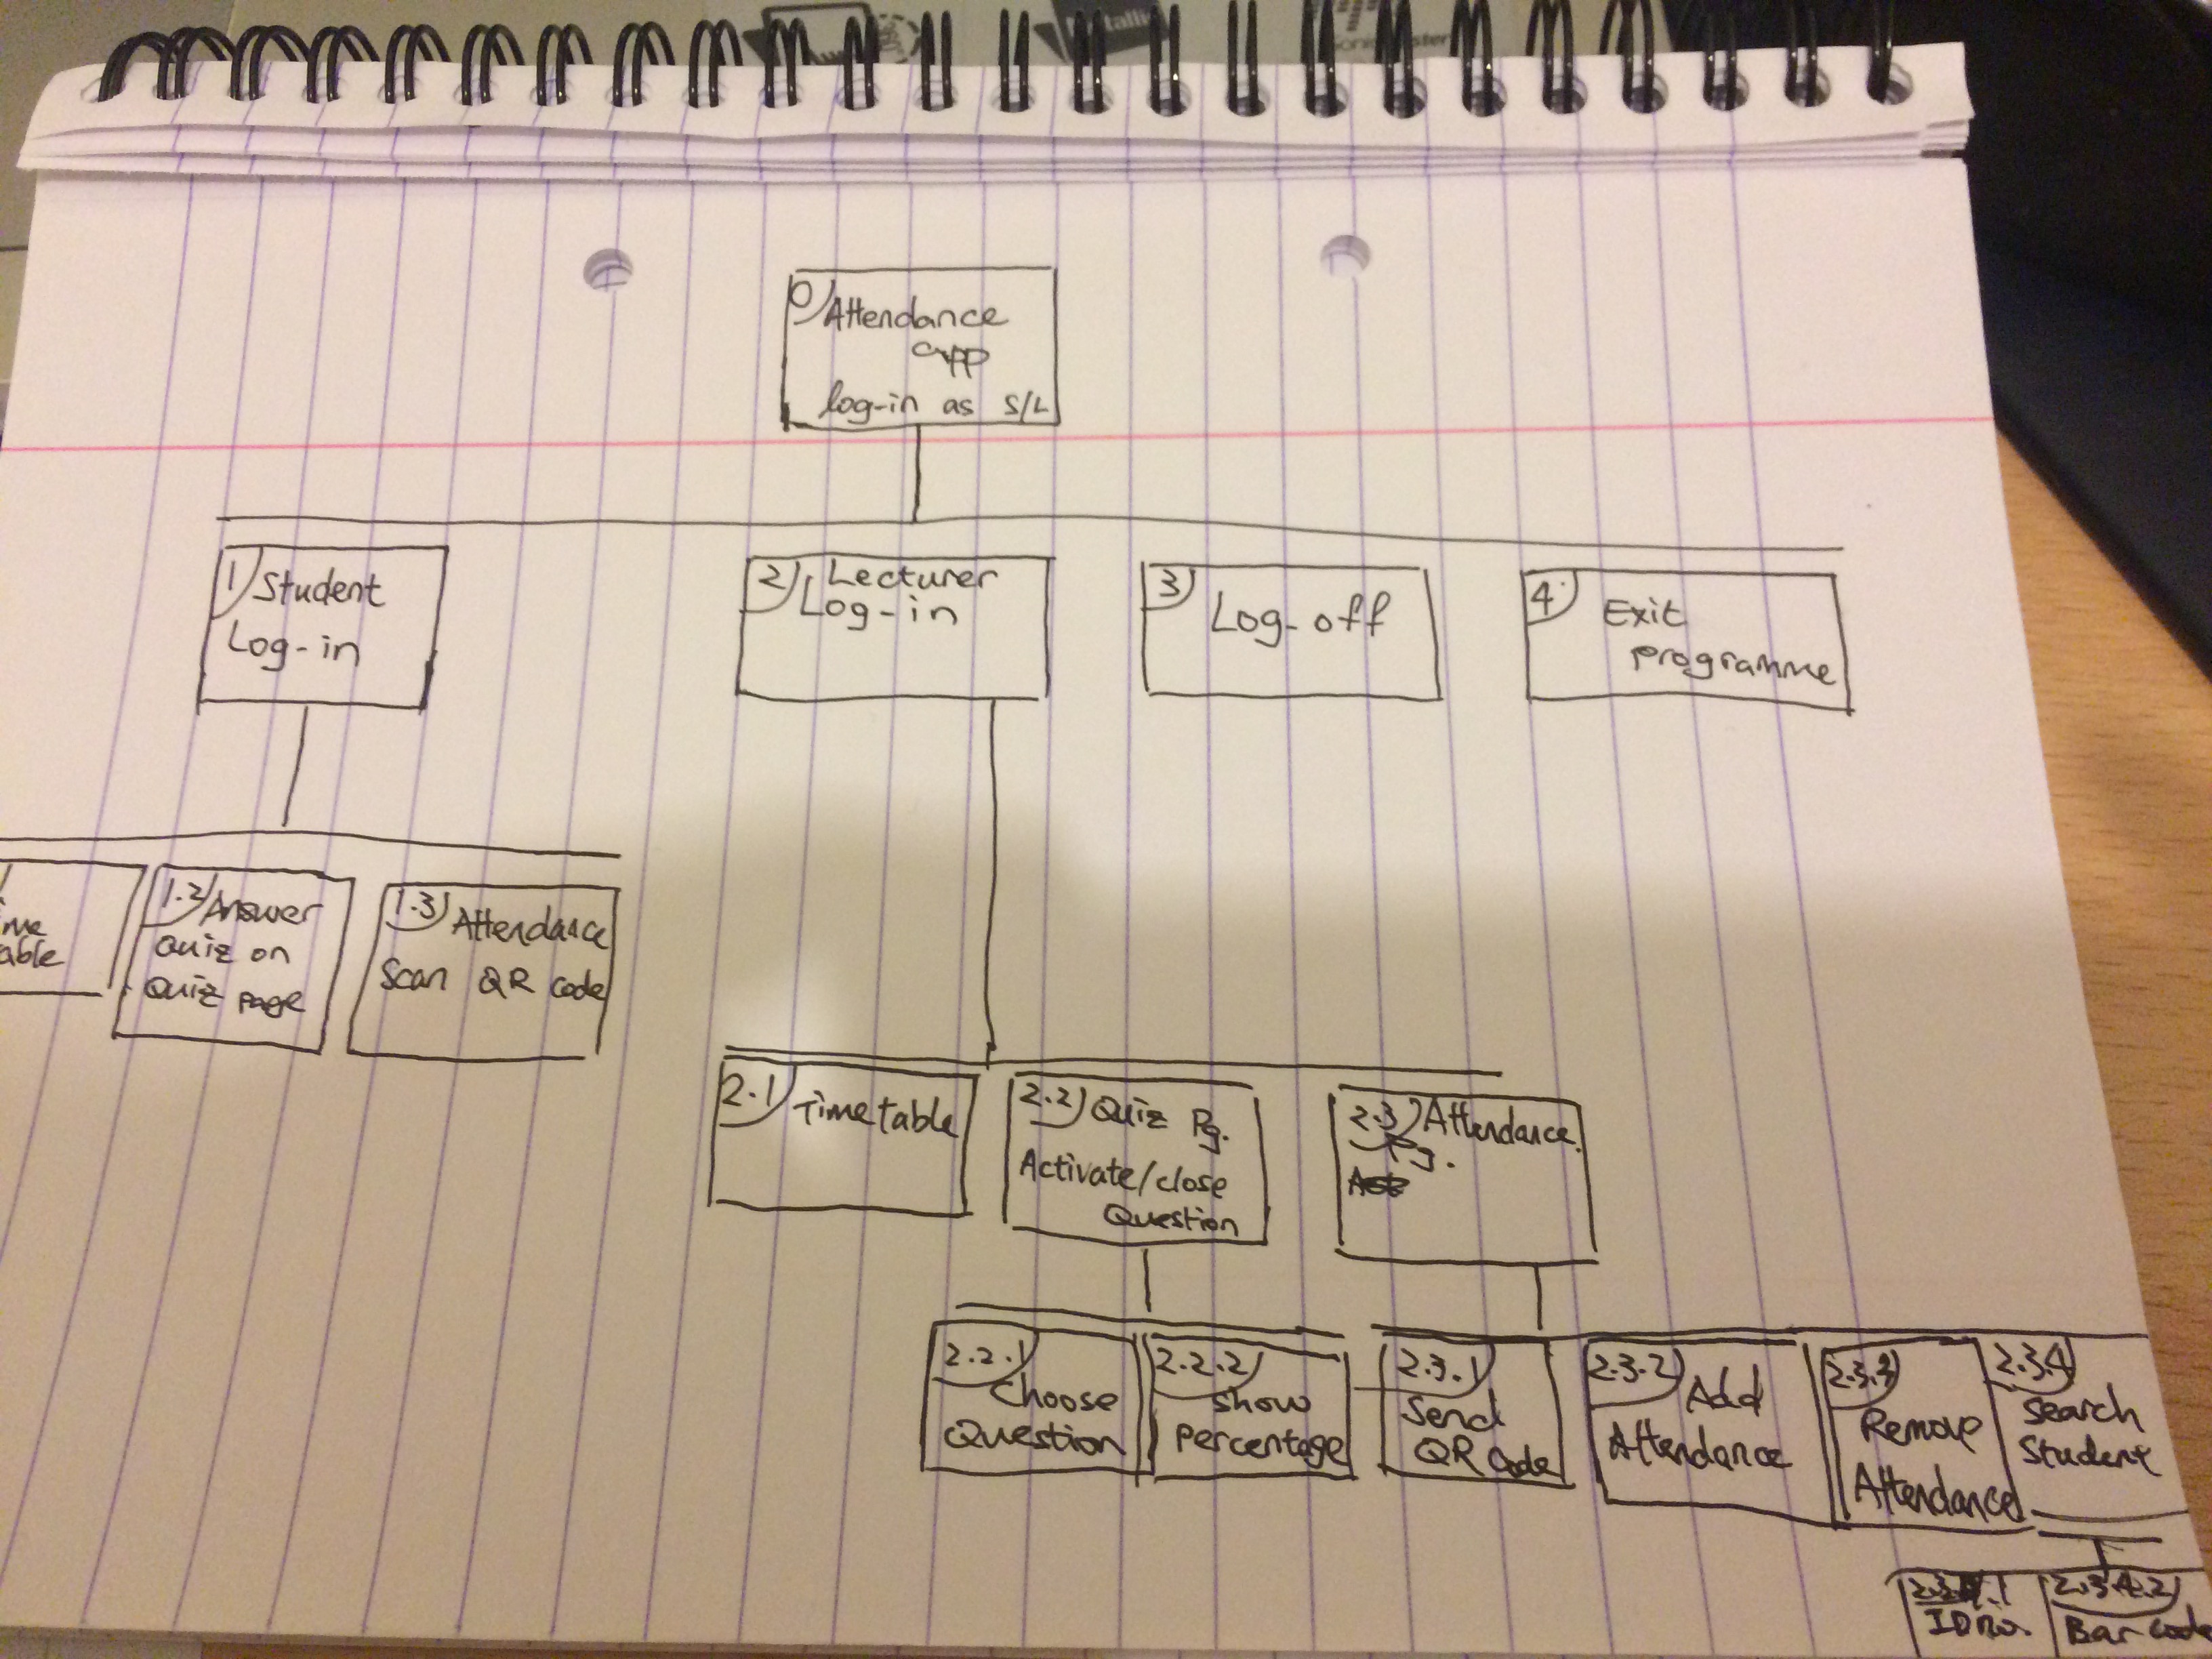 0) Attendance
app
log-in as S/L
1) Student
Log-in
2) Lecturer
Log-in
3) Log-off
4) Exit
programme
ime
able
1.2) Answer
Quiz on
Quiz page
1.3) Attendance
Scan QR code
2.1) Timetable
2.2) Quiz Pg.
Activate/close
Question
2.3) Attendance
Pg.
2.2.1)
Choose
Question
2.2.2)
Show
Percentage
2.3.1)
Send
QR Code
2.3.2) Add
Attendance
2.3.3)
Remove
Attendance
2.3.4)
Search
Student
2.3.4.1
ID no.
2.3.4.2)
Bar code